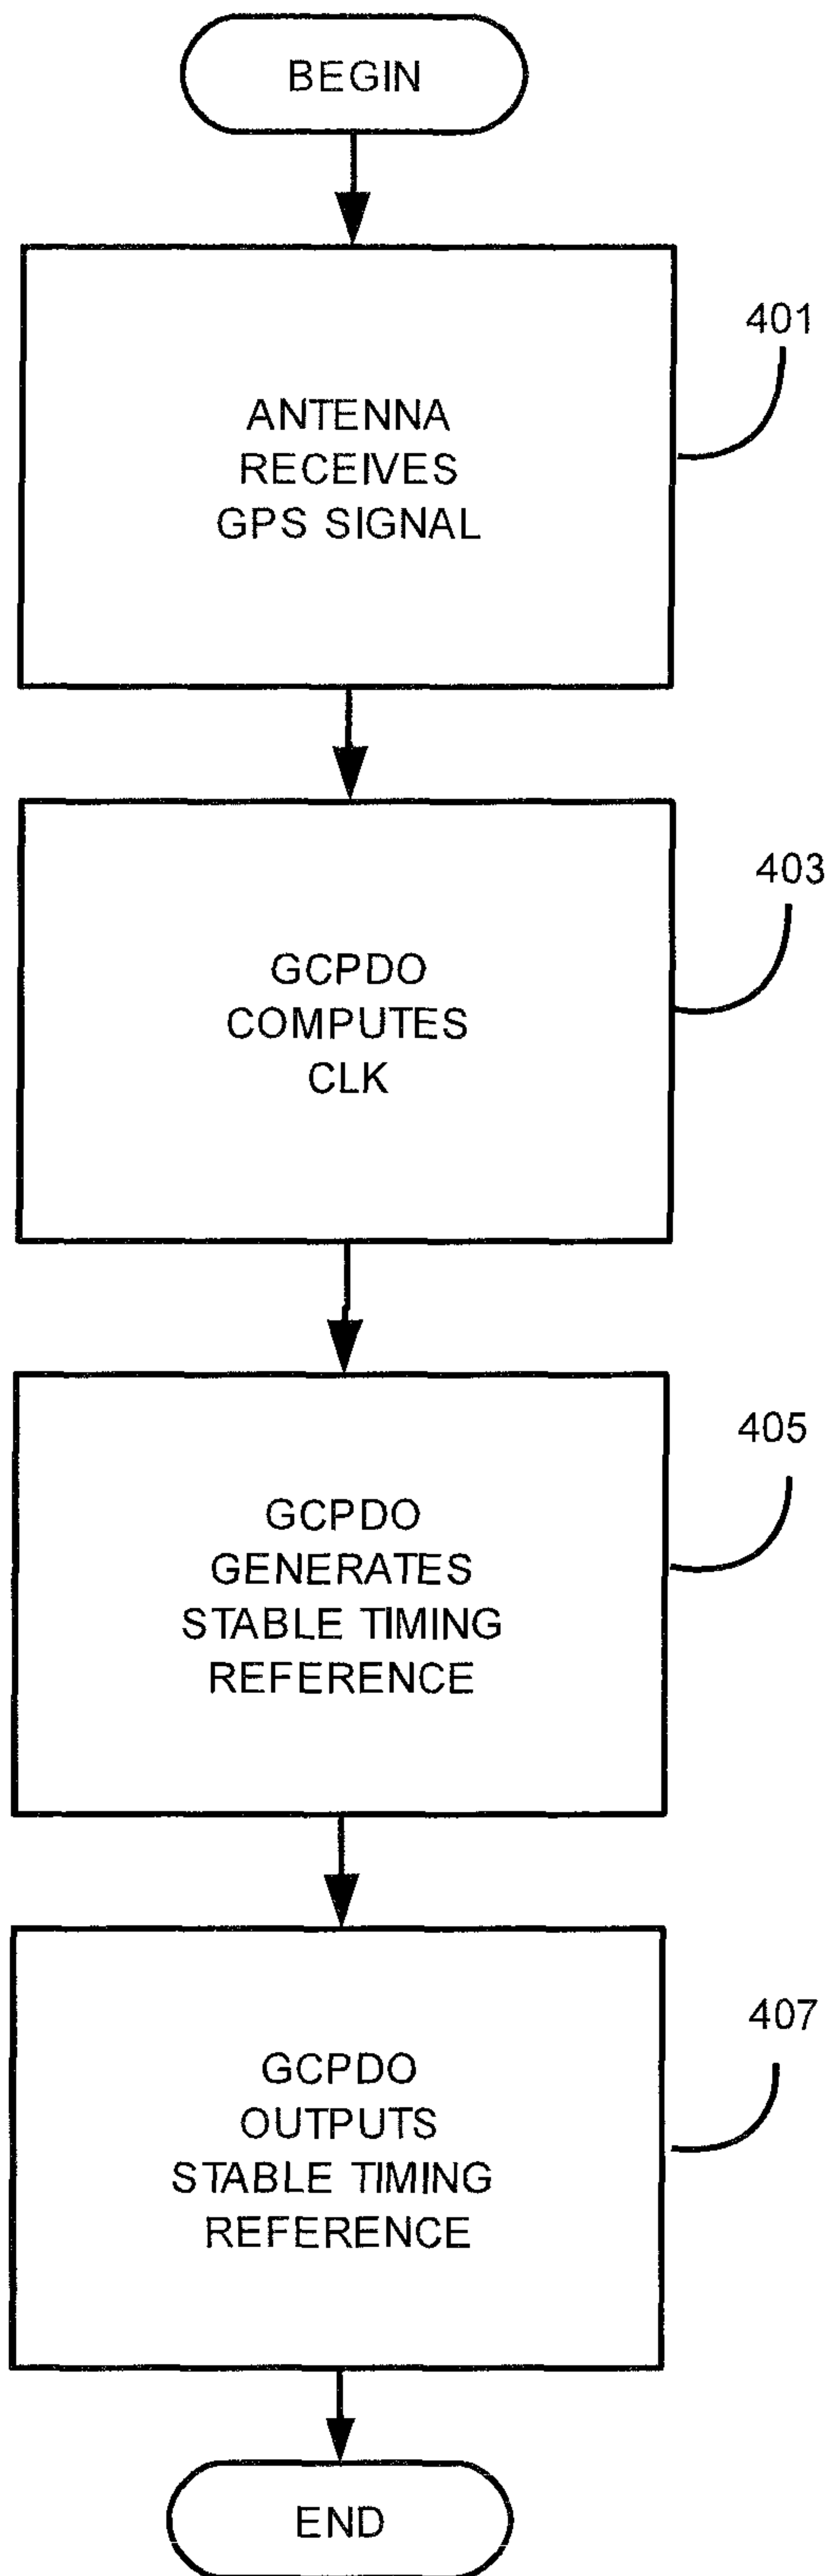 BEGIN
ANTENNA
RECEIVES
GPS SIGNAL
401
GCPDO
COMPUTES
CLK
403
GCPDO
GENERATES
STABLE TIMING
REFERENCE
405
GCPDO
OUTPUTS
STABLE TIMING
REFERENCE
407
END